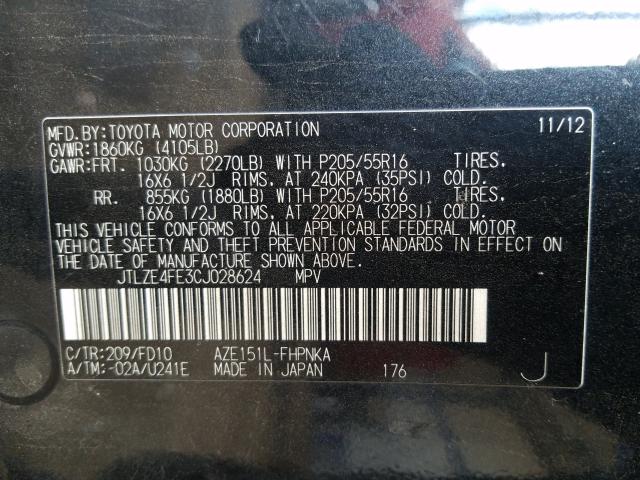 MFD.BY:TOYOTA MOTOR CORPORATION 11/12
GVWR:1860KG (4105LB)
GAWR:FRT. 1030KG (2270LB) WITH P205/55R16 TIRES.
16X6 1/2J RIMS, AT 240KPA (35PSI) COLD.
RR. 855KG (1880LB) WITH P205/55R16 TIRES.
16X6 1/2J RIMS, AT 220KPA (32PSI) COLD.
THIS VEHICLE CONFORMS TO ALL APPLICABLE FEDERAL MOTOR
VEHICLE SAFETY AND THEFT PREVENTION STANDARDS IN EFFECT ON
THE DATE OF MANUFACTURE SHOWN ABOVE.
JTLZE4FE3CJ028624 MPV
C/TR:209/FD10 AZE151L-FHPNKA
A/TM:-02A/U241E MADE IN JAPAN 176 J